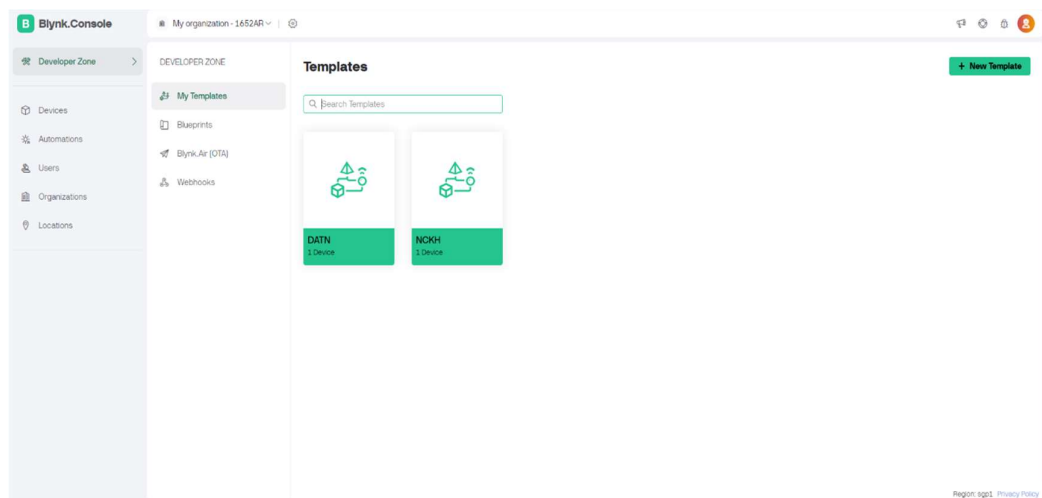 B Blynk.Console
My organization - 1652AR
Developer Zone
Devices
Automations
Users
Organizations
Locations
DEVELOPER ZONE
My Templates
Blueprints
Blynk.Air (OTA)
Webhooks
Templates
+ New Template
Search Templates
DATN
1 Device
NCKH
1 Device
Region: sgp1 Privacy Policy